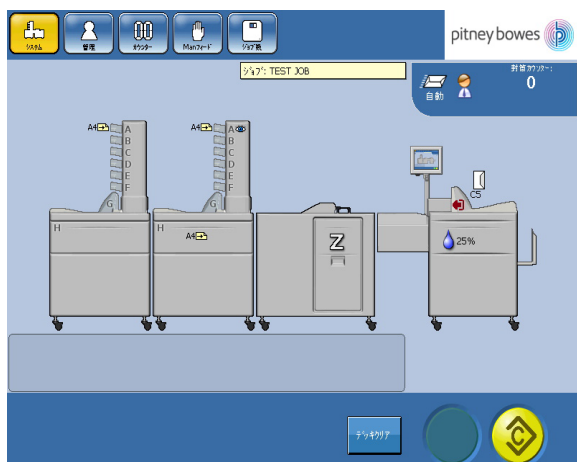 システム
管理
カウンター
Manフィード
ジョブ機
pitney bowes
ジョブ: TEST JOB
封筒カウンター:
0
自動
A4
A
B
C
D
E
F
G
H
A4
A
B
C
D
E
F
G
H
A4
Z
C5
25%
デッキクリア
C